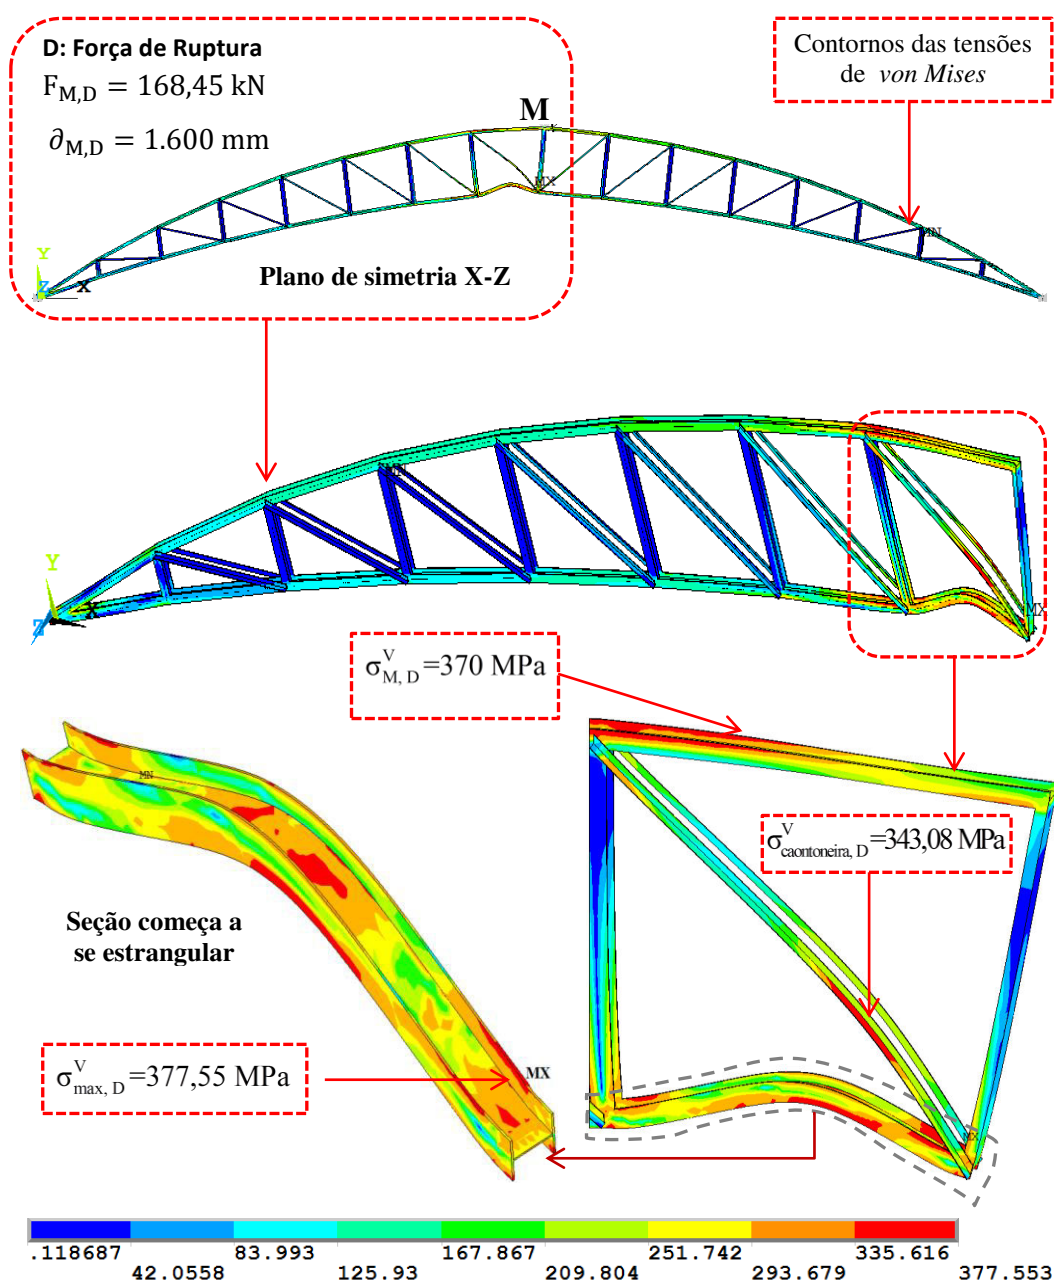 D: Força de Ruptura
F_M,D = 168,45 kN
∂_M,D = 1.600 mm
Contornos das tensões
de von Mises
M
MX
MN
Y
Z
X
Plano de simetria X-Z
Y
Z
X
MX
σ^V_M, D=370 MPa
MN
σ^V_caontoneira, D=343,08 MPa
Seção começa a
se estrangular
σ^V_max, D=377,55 MPa
MX
MX
.118687
83.993
167.867
251.742
335.616
42.0558
125.93
209.804
293.679
377.553